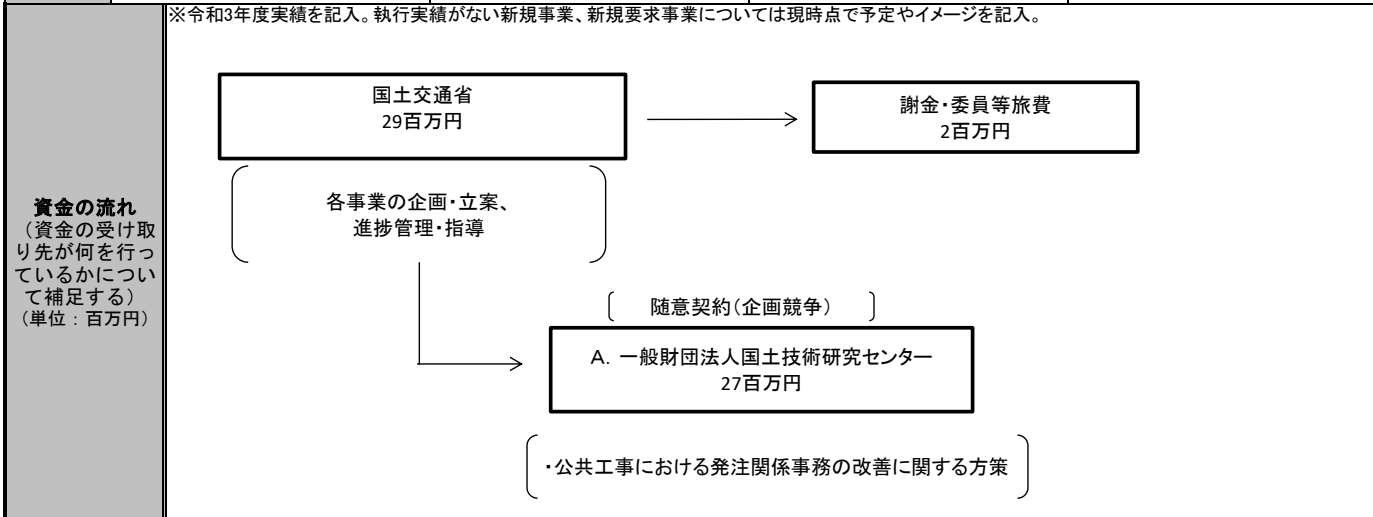 ※令和3年度実績を記入。執行実績がない新規事業、新規要求事業については現時点で予定やイメージを記入。
資金の流れ
（資金の受け取
り先が何を行っ
ているかについ
て補足する）
（単位：百万円）
国土交通省
29百万円
謝金・委員等旅費
2百万円
各事業の企画・立案、
進捗管理・指導
随意契約（企画競争）
A．一般財団法人国土技術研究センター
27百万円
・公共工事における発注関係事務の改善に関する方策